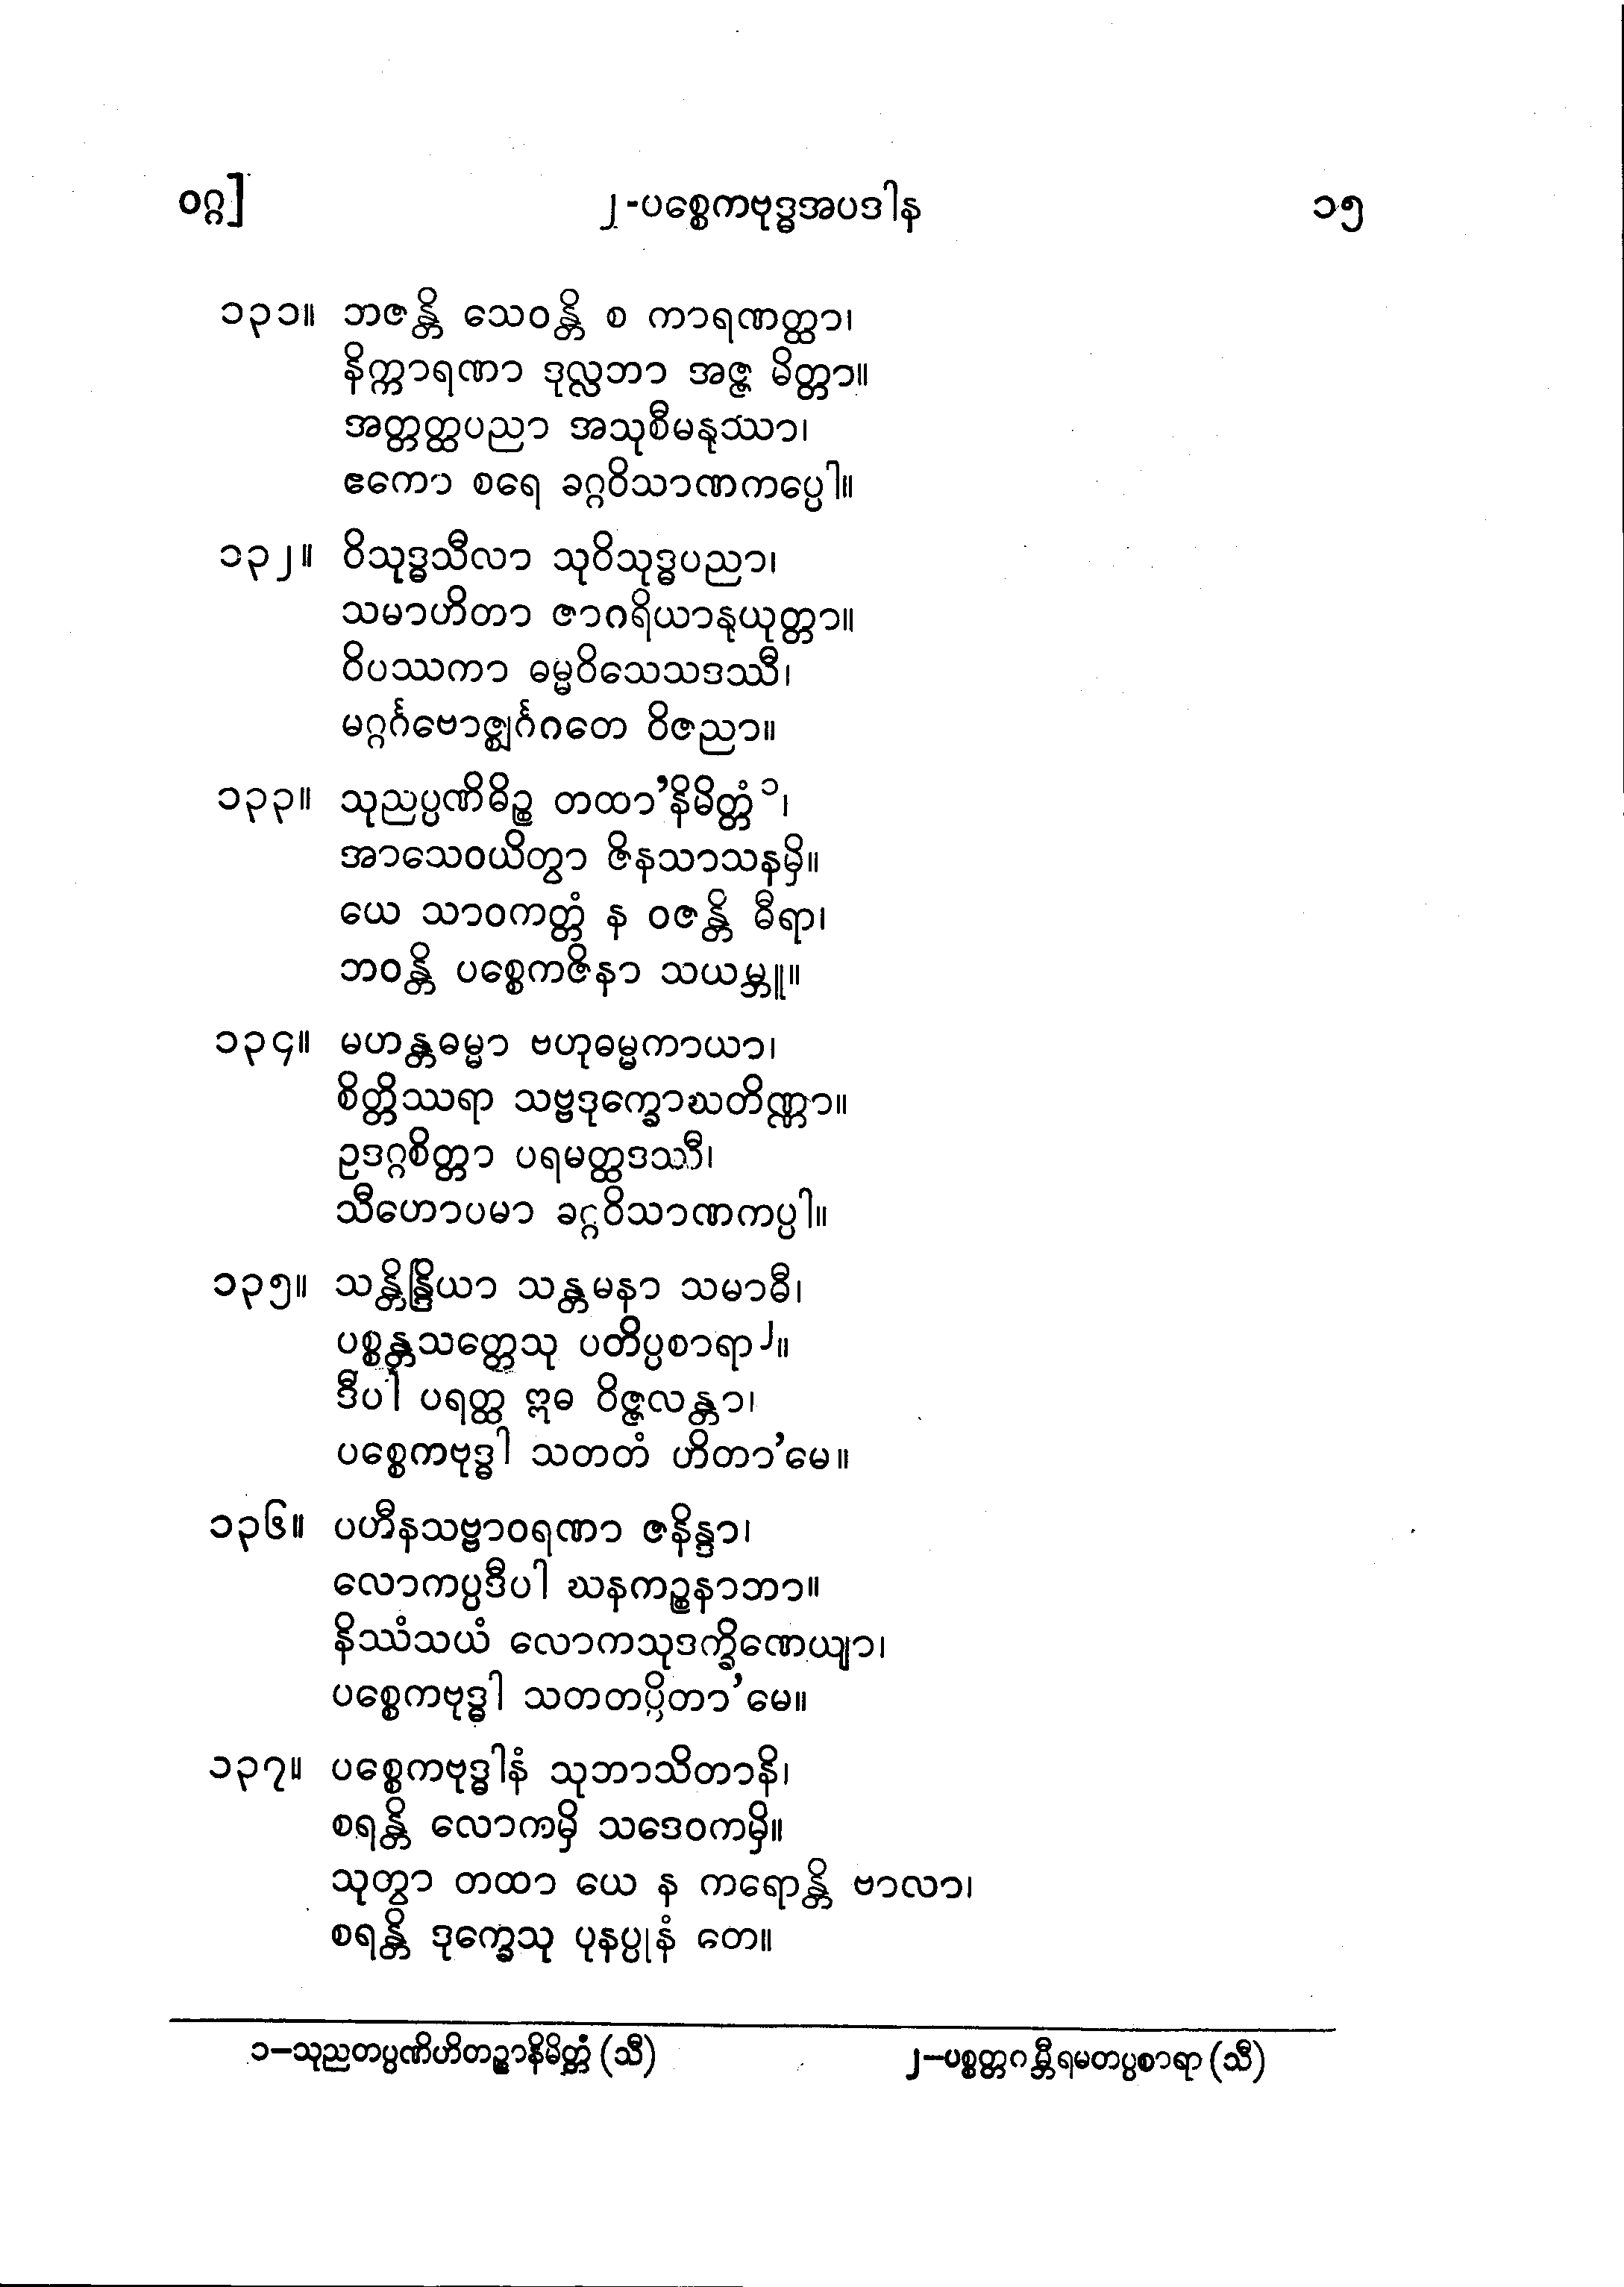 ဝဂ္ဂ] ၂-ပစ္စေကဗုဒ္ဓအပဒါန ၁၅
၁၃၁။ ဘဇန္တိ သေဝန္တိ စ ကာရဏတ္ထာ၊
နိက္ကာရဏာ ဒုလ္လဘာ အဇ္ဇ မိတ္တာ။
အတ္တတ္ထပညာ အသုစီမနုဿာ၊
ဧကော စရေ ခဂ္ဂဝိသာဏကပ္ပေါ။
၁၃၂။ ဝိသုဒ္ဓသီလာ သုဝိသုဒ္ဓပညာ၊
သမာဟိတာ ဇာဂရိယာနုယုတ္တာ။
ဝိပဿကာ ဓမ္မဝိသေသဒဿီ၊
မဂ္ဂင်္ဂဗောဇ္ဈင်္ဂဂတေ ဝိဇညာ။
၁၃၃။ သုညပ္ပဏိဓိဉ္စ တထာ’နိမိတ္တံ၁၊
အာသေဝယိတွာ ဇိနသာသနမှိ။
ယေ သာဝကတ္တံ န ဝဇန္တိ ဓီရာ၊
ဘဝန္တိ ပစ္စေကဇိနာ သယမ္ဘူ။
၁၃၄။ မဟန္တဓမ္မာ ဗဟုဓမ္မကာယာ၊
စိတ္တိဿရာ သဗ္ဗဒုက္ခောဃတိဏ္ဏာ။
ဥဒဂ္ဂစိတ္တာ ပရမတ္ထဒဿီ၊
သီဟောပမာ ခဂ္ဂဝိသာဏကပ္ပါ။
၁၃၅။ သန္တိန္ဒြိယာ သန္တမနာ သမာဓီ၊
ပစ္စန္တသတ္တေသု ပတိပ္ပစာရာ၂။
ဒီပါ ပရတ္ထ ဣဓ ဝိဇ္ဇလန္တာ၊
ပစ္စေကဗုဒ္ဓါ သတတံ ဟိတာ’မေ။
၁၃၆။ ပဟီနသဗ္ဗာဝရဏာ ဇနိန္ဒာ၊
လောကပ္ပဒီပါ ဃနကဉ္စနာဘာ။
နိဿံသယံ လောကသုဒက္ခိဏေယျာ၊
ပစ္စေကဗုဒ္ဓါ သတတပ္ပိတာ’မေ။
၁၃၇။ ပစ္စေကဗုဒ္ဓါနံ သုဘာသိတာနိ၊
စရန္တိ လောကမှိ သဒေဝကမှိ။
သုတွာ တထာ ယေ န ကရောန္တိ ဗာလာ၊
စရန္တိ ဒုက္ခေသု ပုနပ္ပုနံ တေ။
၁–သုညတပ္ပဏိဟိတဉ္စာနိမိတ္တံ (သီ) ၂–ပစ္စတ္တဂမ္ဘီရမတပ္ပစာရာ (သီ)